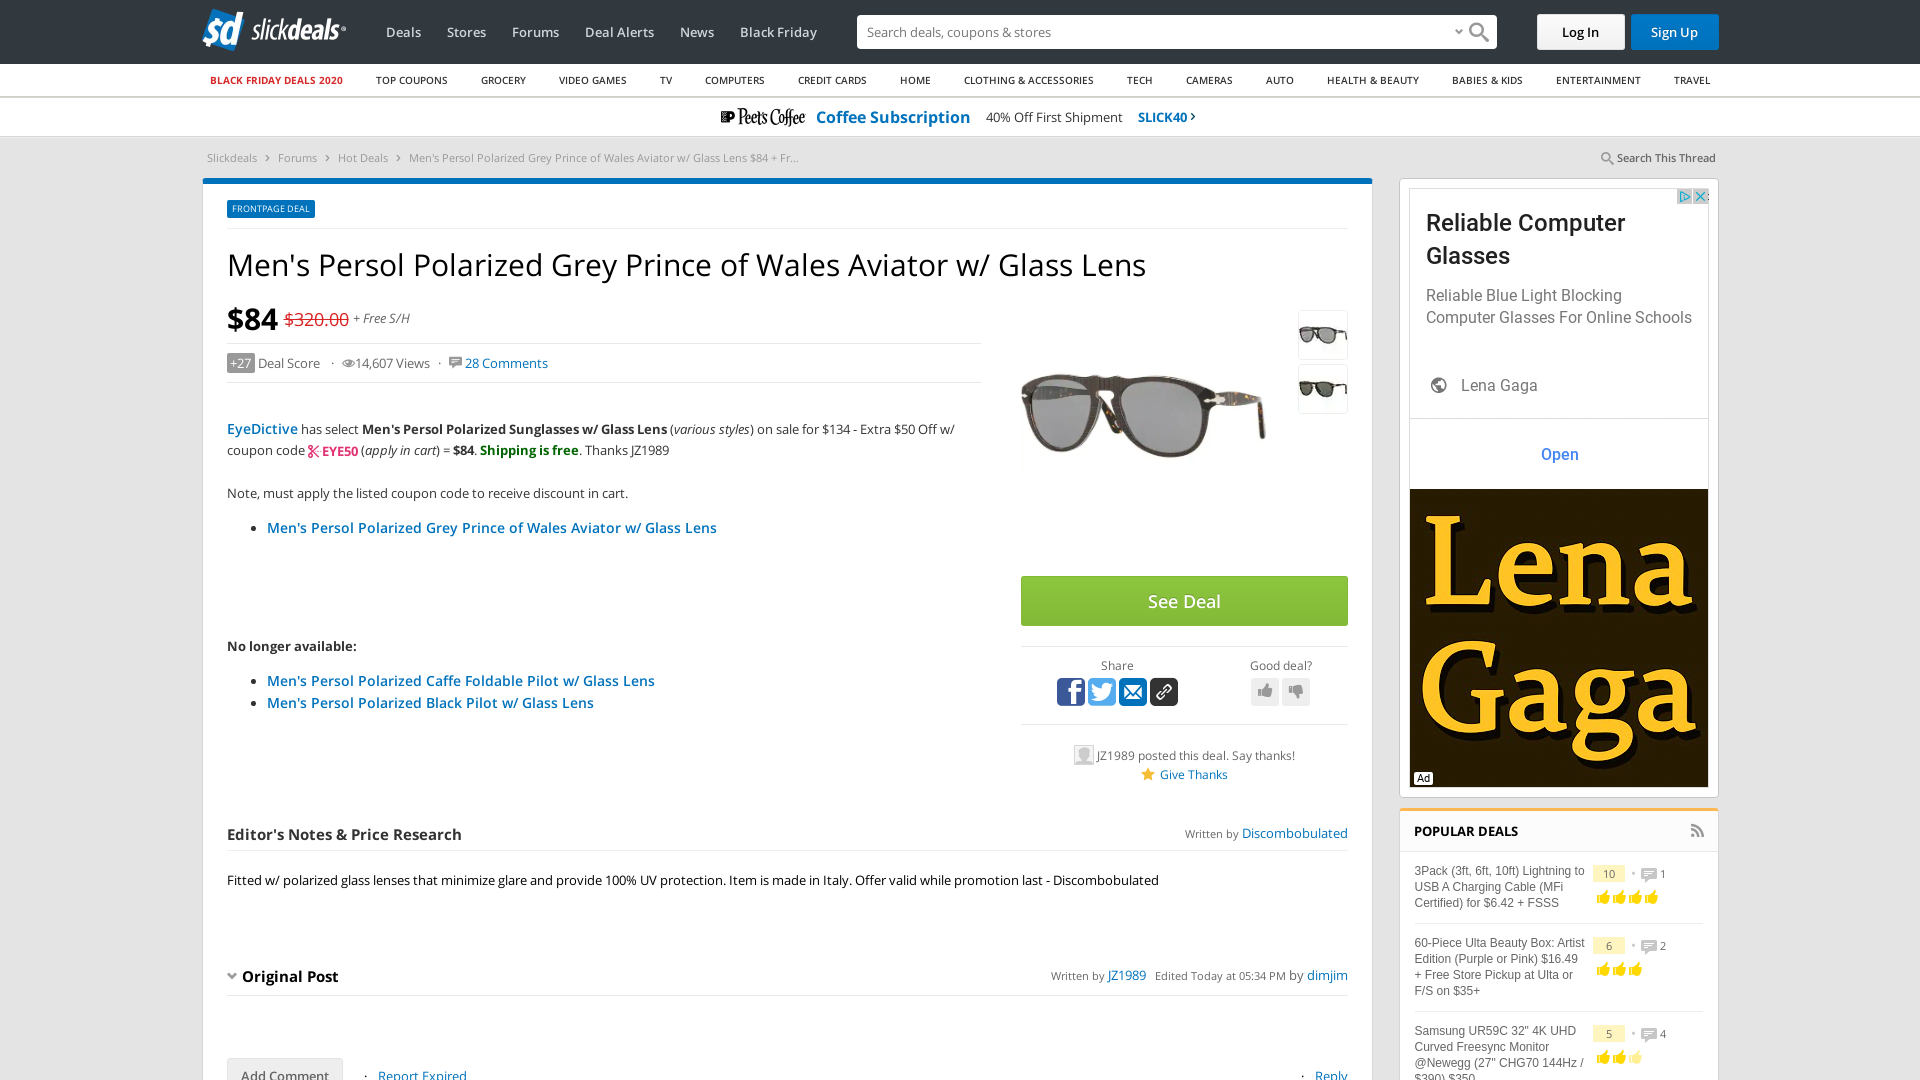 sd slickdeals
Deals Stores Forums Deal Alerts News Black Friday
Search deals, coupons & shopping
Log In Sign Up
BLACK FRIDAY DEALS 2020 TOP COUPONS GROCERY VIDEO GAMES TV COMPUTERS CREDIT CARDS HOME CLOTHING & ACCESSORIES TECH CAMERAS AUTO HEALTH & BEAUTY BABIES & KIDS ENTERTAINMENT TRAVEL
Peet's Coffee Coffee Subscription 40% Off First Shipment SLICK40
Slickdeals Forums Hot Deals Men's Persol Polarized Grey Prince of Wales Aviator w/ Glass Lens $84 + Fr...
Search This Thread
FRONTPAGE DEAL
Men's Persol Polarized Grey Prince of Wales Aviator w/ Glass Lens
$84 $320.00 + Free S/H
+27 Deal Score · 14,607 Views · 28 Comments
EyeDictive has select Men's Persol Polarized Sunglasses w/ Glass Lens (various styles) on sale for $134 - Extra $50 Off w/
coupon code EYE50 (apply in cart) = $84. Shipping is free. Thanks JZ1989
Note, must apply the listed coupon code to receive discount in cart.
• Men's Persol Polarized Grey Prince of Wales Aviator w/ Glass Lens
No longer available:
• Men's Persol Polarized Caffe Foldable Pilot w/ Glass Lens
• Men's Persol Polarized Black Pilot w/ Glass Lens
See Deal
Share
Good deal?
JZ1989 posted this deal. Say thanks!
Give Thanks
Editor's Notes & Price Research
Written by Discombobulated
Fitted w/ polarized glass lenses that minimize glare and provide 100% UV protection. Item is made in Italy. Offer valid while promotion last - Discombobulated
Original Post
Written by JZ1989 Edited Today at 05:34 PM by dimjim
Add Comment · Report Expired · Reply
Reliable Computer
Glasses
Reliable Blue Light Blocking
Computer Glasses For Online Schools
Lena Gaga
Open
Lena
Gaga
Ad
POPULAR DEALS
3Pack (3ft, 6ft, 10ft) Lightning to
USB A Charging Cable (MFi
Certified) for $6.42 + FSSS
10 • 1
60-Piece Ulta Beauty Box: Artist
Edition (Purple or Pink) $16.49
+ Free Store Pickup at Ulta or
F/S on $35+
6 • 2
Samsung UR59C 32" 4K UHD
Curved Freesync Monitor
@Newegg (27" CHG70 144Hz /
$390) $350
5 • 4